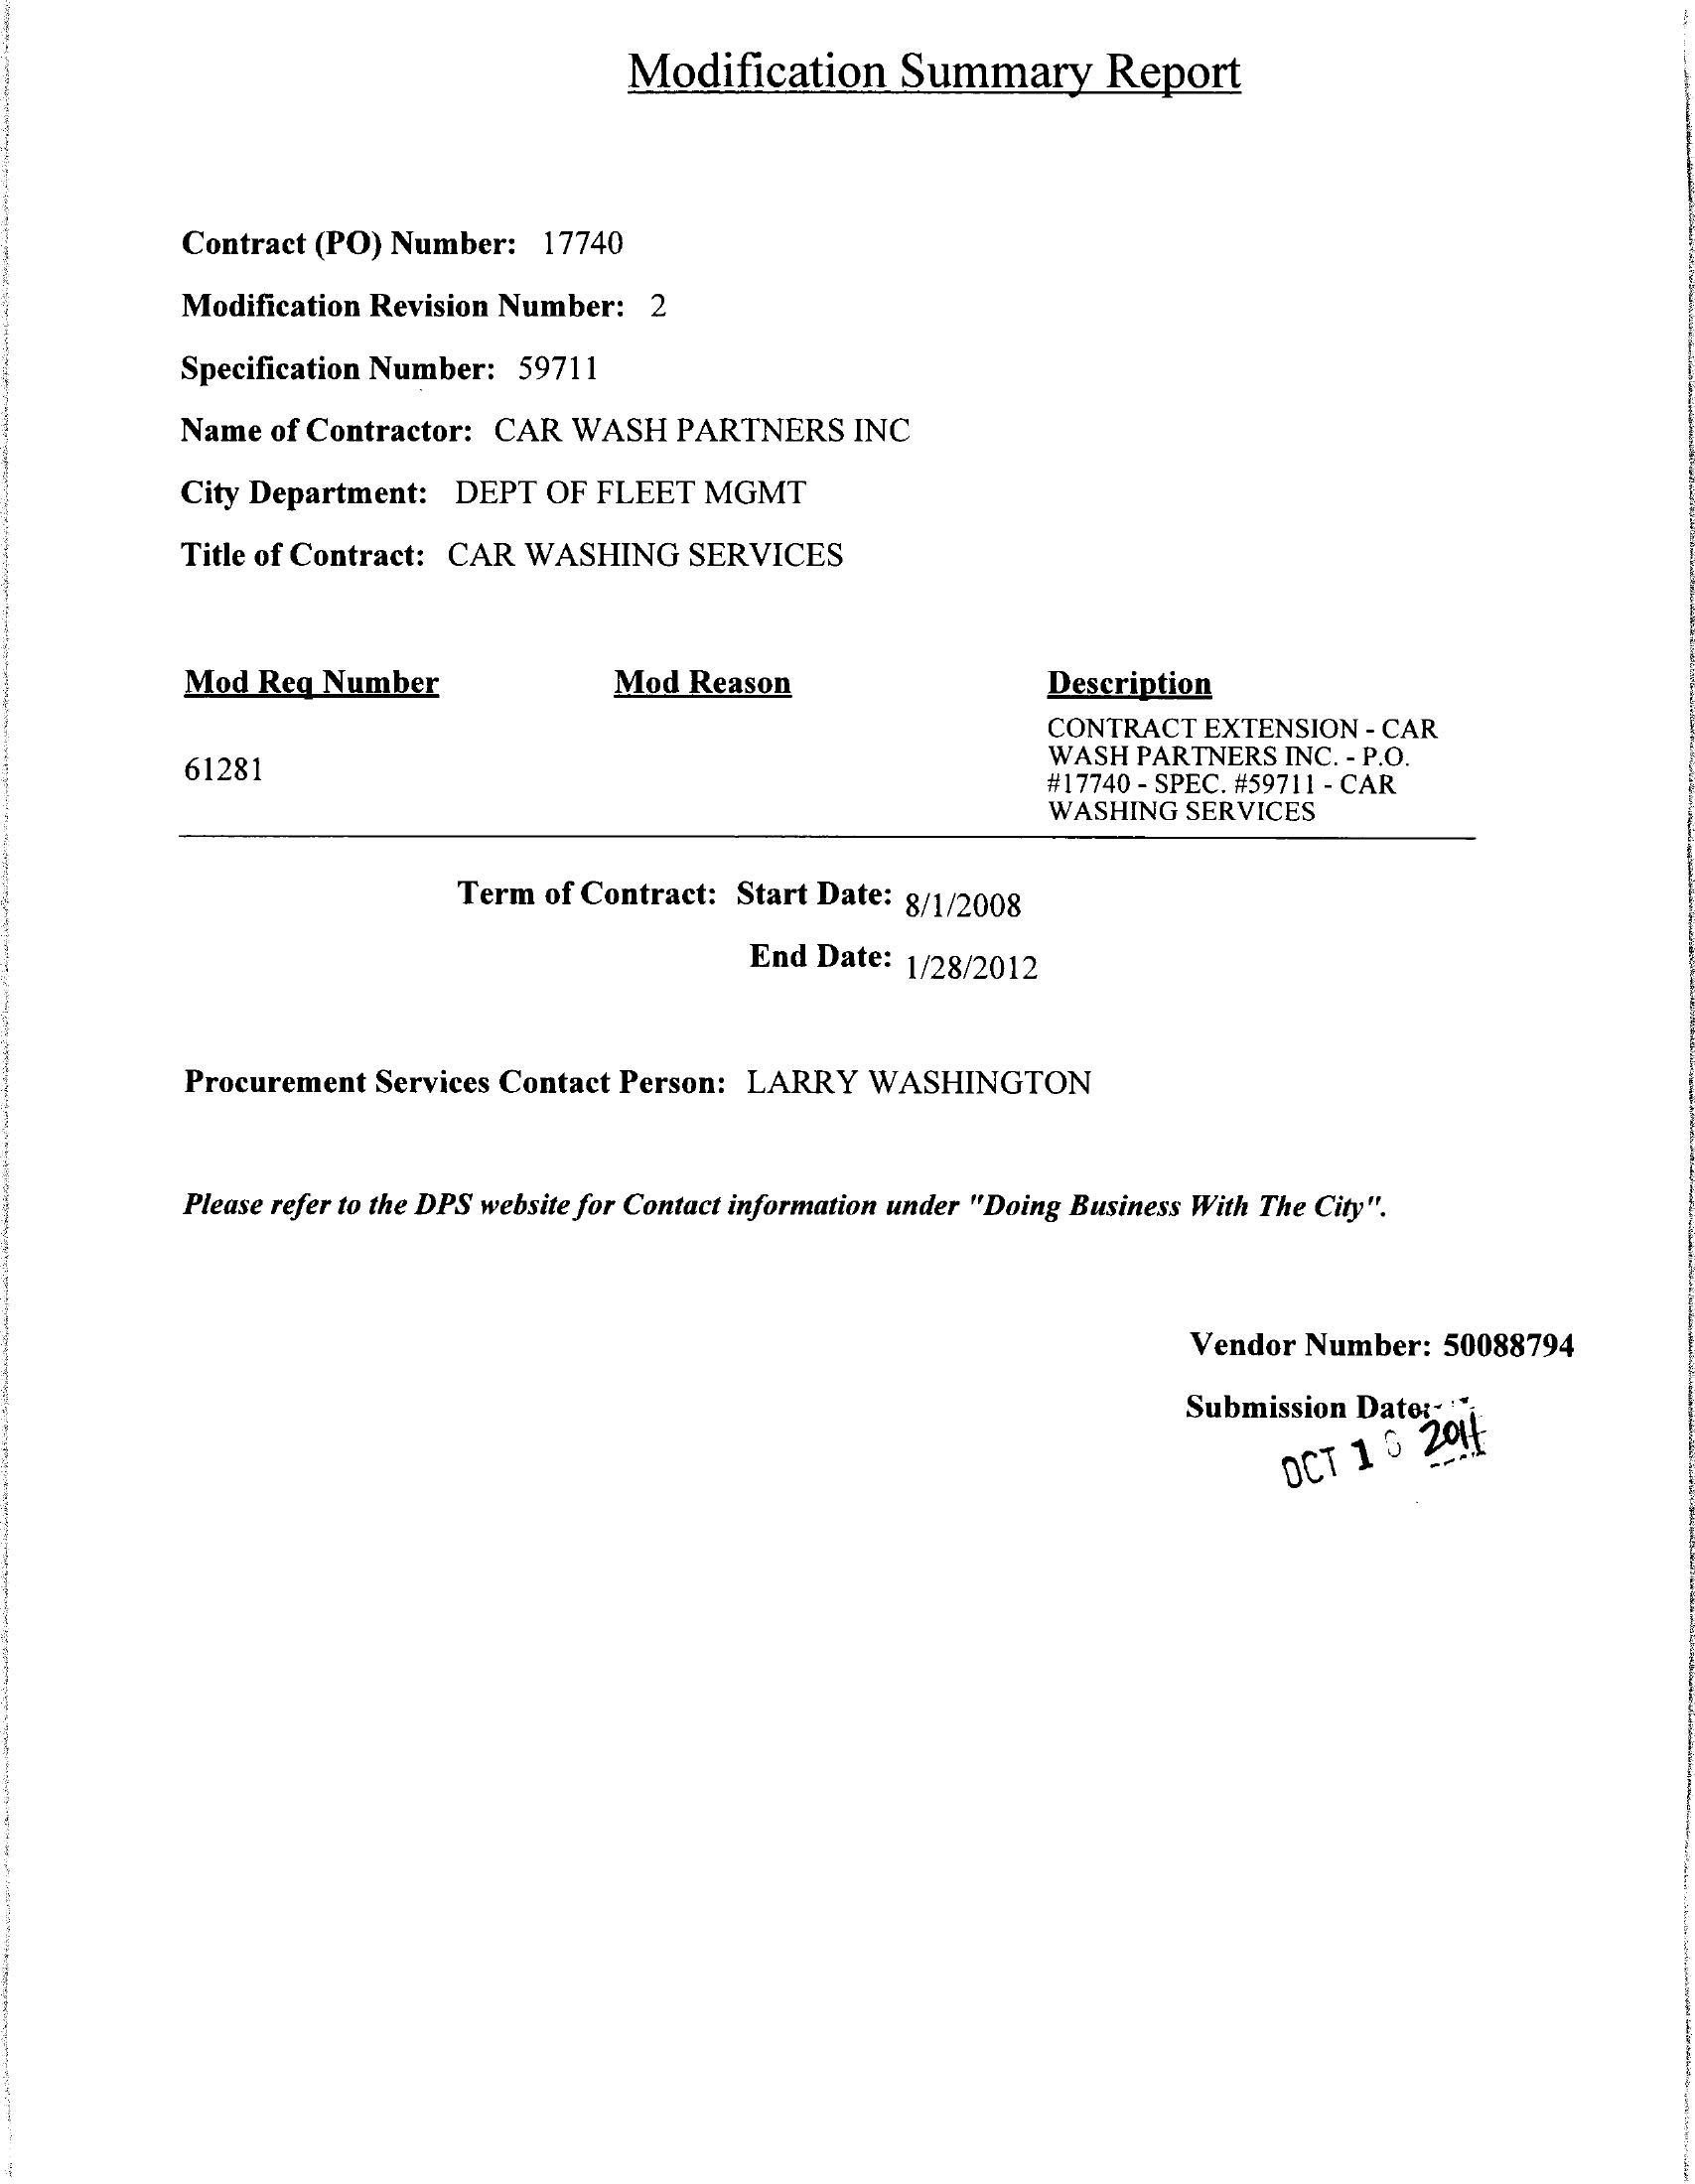 Modification Summary Report
Contract (PO) Number: 17740
Modification Revision Number: 2
Specification Number: 59711
Name of Contractor: CAR WASH PARTNERS INC
City Department: DEPT OF FLEET MGMT
Title of Contract: CAR WASHING SERVICES
Mod Req Number Mod Reason Description
61281
CONTRACT EXTENSION - CAR
WASH PARTNERS INC. - P.O.
#17740 - SPEC. #59711 - CAR
WASHING SERVICES
Term of Contract: Start Date: 8/1/2008
End Date: 1/28/2012
Procurement Services Contact Person: LARRY WASHINGTON
Please refer to the DPS website for Contact information under "Doing Business With The City".
Vendor Number: 50088794
Submission Date:
OCT